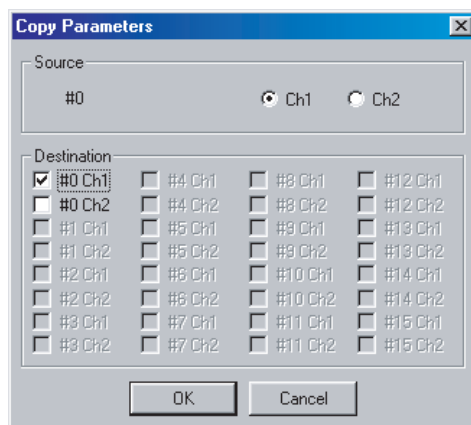 Copy Parameters
Source
#0 Ch1 Ch2
Destination
#0 Ch1 #4 Ch1 #8 Ch1 #12 Ch1
#0 Ch2 #4 Ch2 #8 Ch2 #12 Ch2
#1 Ch1 #5 Ch1 #9 Ch1 #13 Ch1
#1 Ch2 #5 Ch2 #9 Ch2 #13 Ch2
#2 Ch1 #6 Ch1 #10 Ch1 #14 Ch1
#2 Ch2 #6 Ch2 #10 Ch2 #14 Ch2
#3 Ch1 #7 Ch1 #11 Ch1 #15 Ch1
#3 Ch2 #7 Ch2 #11 Ch2 #15 Ch2
OK Cancel